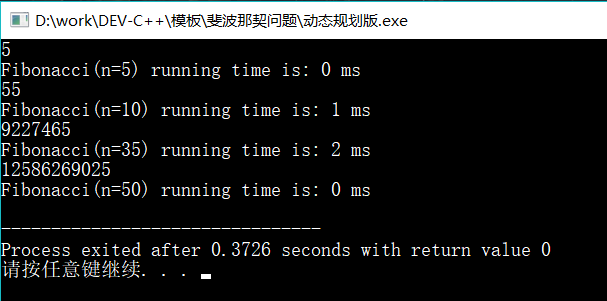 D:\work\DEV-C++\模板\斐波那契问题\动态规划版.exe
5
Fibonacci(n=5) running time is: 0 ms
55
Fibonacci(n=10) running time is: 1 ms
9227465
Fibonacci(n=35) running time is: 2 ms
12586269025
Fibonacci(n=50) running time is: 0 ms
--------------------------------
Process exited after 0.3726 seconds with return value 0
请按任意键继续. . .